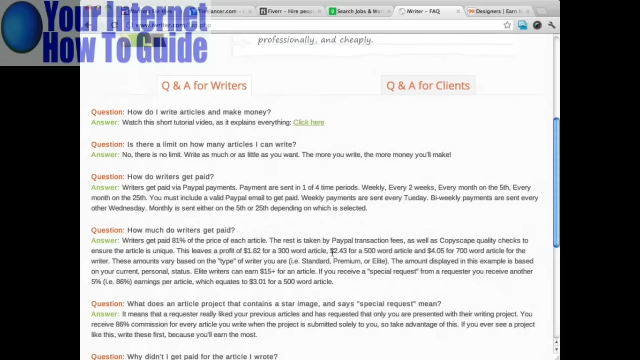 Your Internet
How To Guide
Fiverr - Hire peop
Search Jobs & M
iWriter - FAQ
Designers | Earn
professionally, and cheaply.
Q & A for Writers
Q & A for Clients
Question: How do I write articles and make money?
Answer: Watch this short tutorial video, as it explains everything: Click here
Question: Is there a limit on how many articles I can write?
Answer: No, there is no limit. Write as much or as little as you want. The more you write, the more money you'll make!
Question: How do writers get paid?
Answer: Writers get paid via Paypal payments. Payment are sent in 1 of 4 time periods. Weekly, Every 2 weeks, Every month on the 5th, Every
month on the 25th. You must include a valid Paypal email to get paid. Weekly payments are sent every Tuesday. Bi-weekly payments are sent every
other Wednesday. Monthly is sent either on the 5th or 25th depending on which is selected.
Question: How much do writers get paid?
Answer: Writers get paid 81% of the price of each article. The rest is taken by Paypal transaction fees, as well as Copyscape quality checks to
ensure the article is unique. This leaves a profit of $1.62 for a 300 word article, $2.43 for a 500 word article and $4.05 for 700 word article for the
writer. These amounts vary based on the "type" of writer you are (i.e. Standard, Premium, or Elite). The amount displayed in this example is based
on your current, personal, status. Elite writers can earn $15+ for an article. If you receive a "special request" from a requester you receive another
5% (i.e. 86%) earnings per article, which equates to $3.01 for a 500 word article.
Question: What does an article project that contains a star image, and says "special request" mean?
Answer: It means that a requester really liked your previous articles and has requested that only you are presented with their writing project. You
receive 86% commission for every article you write when the project is submitted solely to you, so take advantage of this. If you ever see a project
like this, write these first, because you'll earn the most.
Question: Why didn't I get paid for the article I wrote?